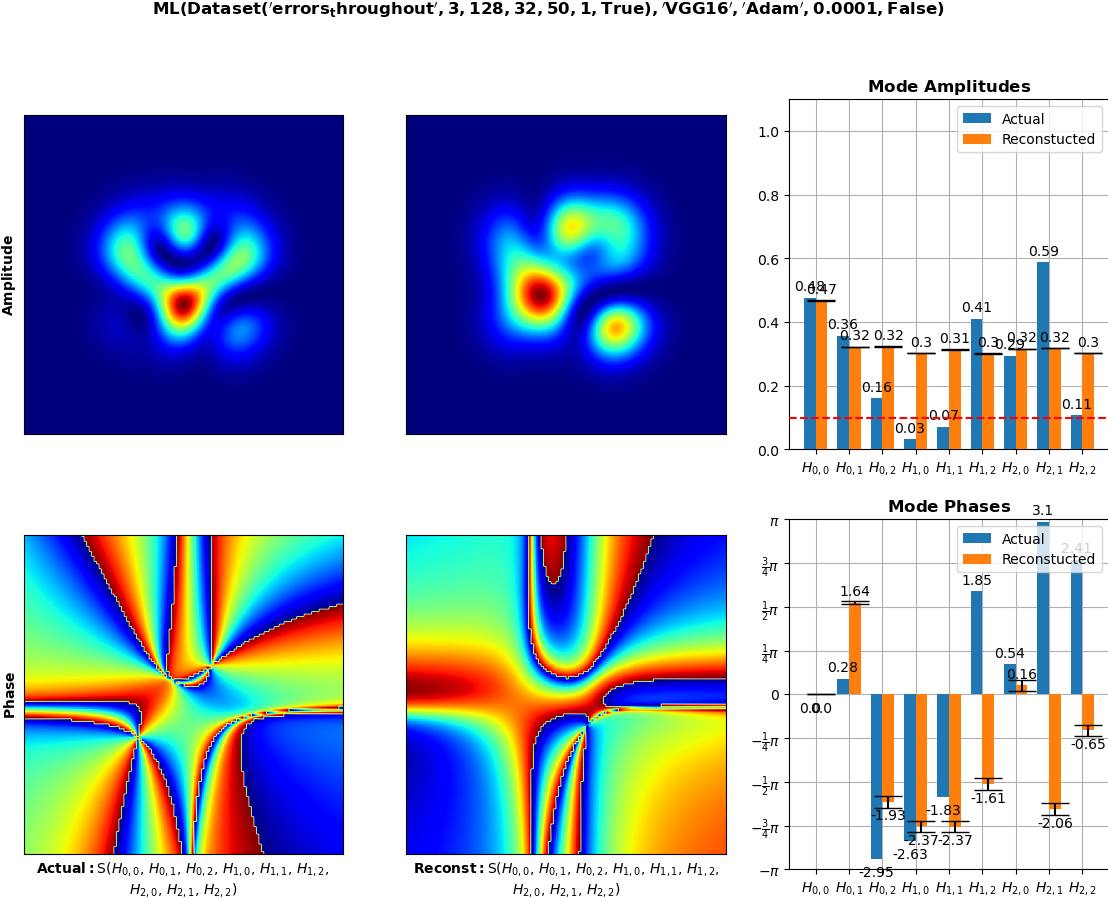 ML(Dataset('errors_throughout', 3, 128, 32, 50, 1, True), 'VGG16', 'Adam', 0.0001, False)
Amplitude
Mode Amplitudes
Actual
Reconstucted
1.0
0.8
0.6
0.4
0.2
0.0
0.48
0.47
0.36
0.32
0.16
0.32
0.03
0.3
0.07
0.31
0.41
0.3
0.29
0.32
0.59
0.32
0.11
0.3
H0,0 H0,1 H0,2 H1,0 H1,1 H1,2 H2,0 H2,1 H2,2
Phase
Actual: S(H0,0, H0,1, H0,2, H1,0, H1,1, H1,2,
H2,0, H2,1, H2,2)
Reconst: S(H0,0, H0,1, H0,2, H1,0, H1,1, H1,2,
H2,0, H2,1, H2,2)
Mode Phases
Actual
Reconstucted
π
3/4π
1/2π
1/4π
0
−1/4π
−1/2π
−3/4π
−π
0.0
0.0
0.28
1.64
-2.95
-1.93
-2.63
-2.37
-1.83
-2.37
1.85
-1.61
0.54
0.16
3.1
-2.06
2.41
-0.65
H0,0 H0,1 H0,2 H1,0 H1,1 H1,2 H2,0 H2,1 H2,2